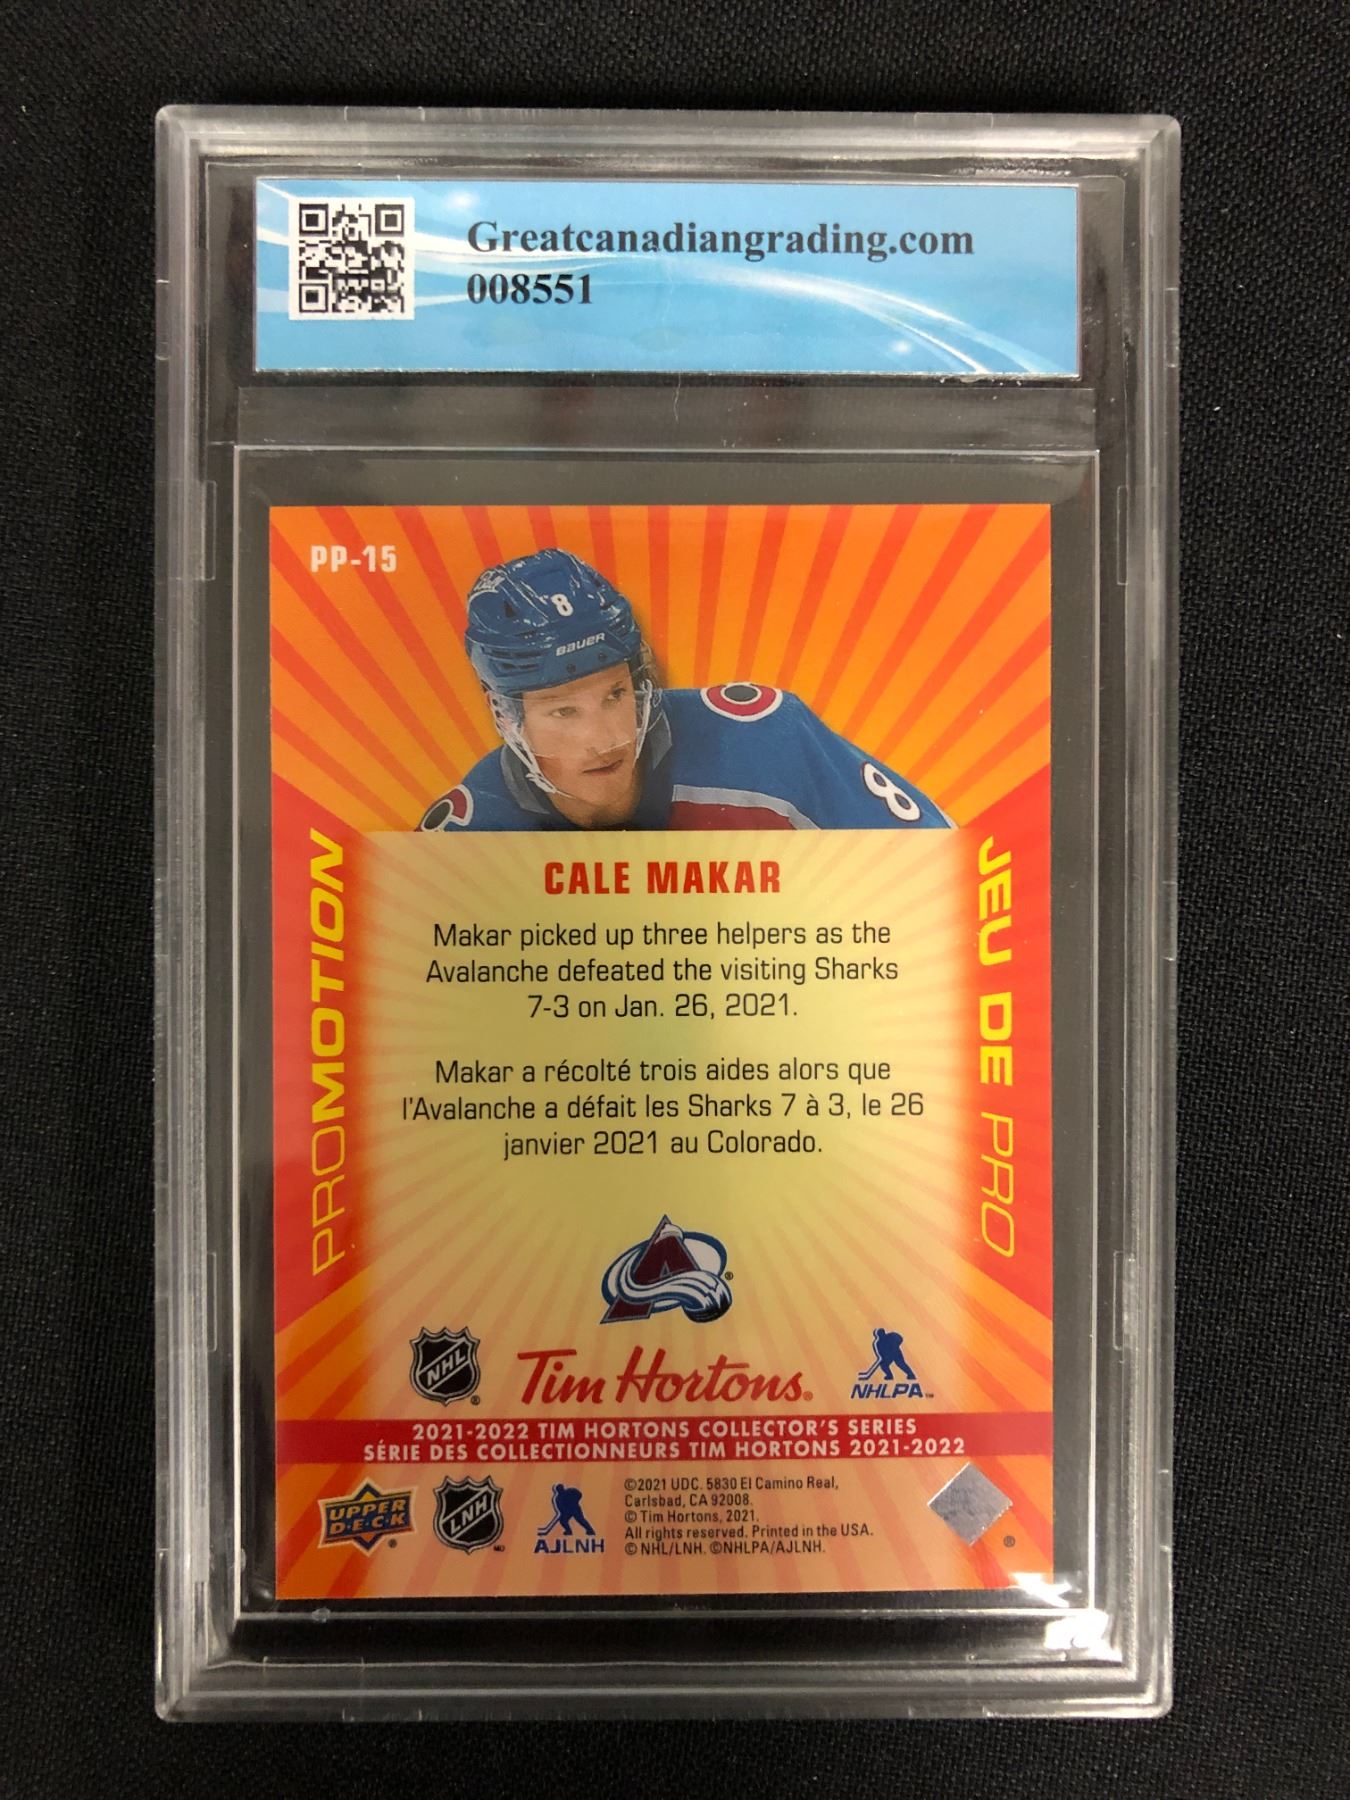 Greatcanadiangrading.com
008551
PP-15
8
BAUER
8
PROMOTION
JEU DE PRO
CALE MAKAR
Makar picked up three helpers as the
Avalanche defeated the visiting Sharks
7-3 on Jan. 26, 2021.
Makar a récolté trois aides alors que
l'Avalanche a défait les Sharks 7 à 3, le 26
janvier 2021 au Colorado.
NHL
Tim Hortons
NHLPA
2021-2022 TIM HORTONS COLLECTOR'S SERIES
SÉRIE DES COLLECTIONNEURS TIM HORTONS 2021-2022
UPPER
DECK
LNH
AJLNH
©2021 UDC. 5830 El Camino Real,
Carlsbad, CA 92008.
© Tim Hortons, 2021.
All rights reserved. Printed in the USA.
© NHL/LNH. ©NHLPA/AJLNH.